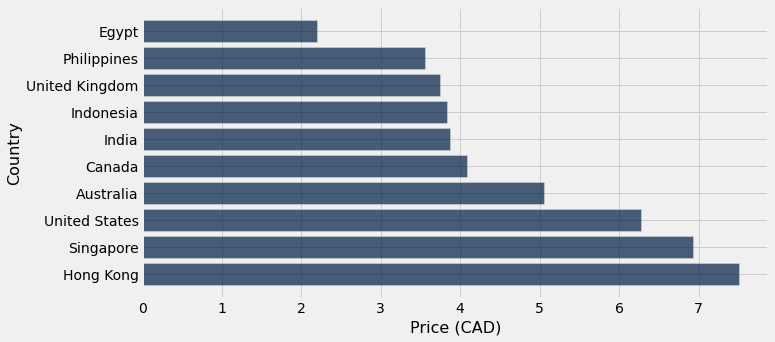 Egypt
Philippines
United Kingdom
Indonesia
India
Canada
Australia
United States
Singapore
Hong Kong
Country
0 1 2 3 4 5 6 7
Price (CAD)